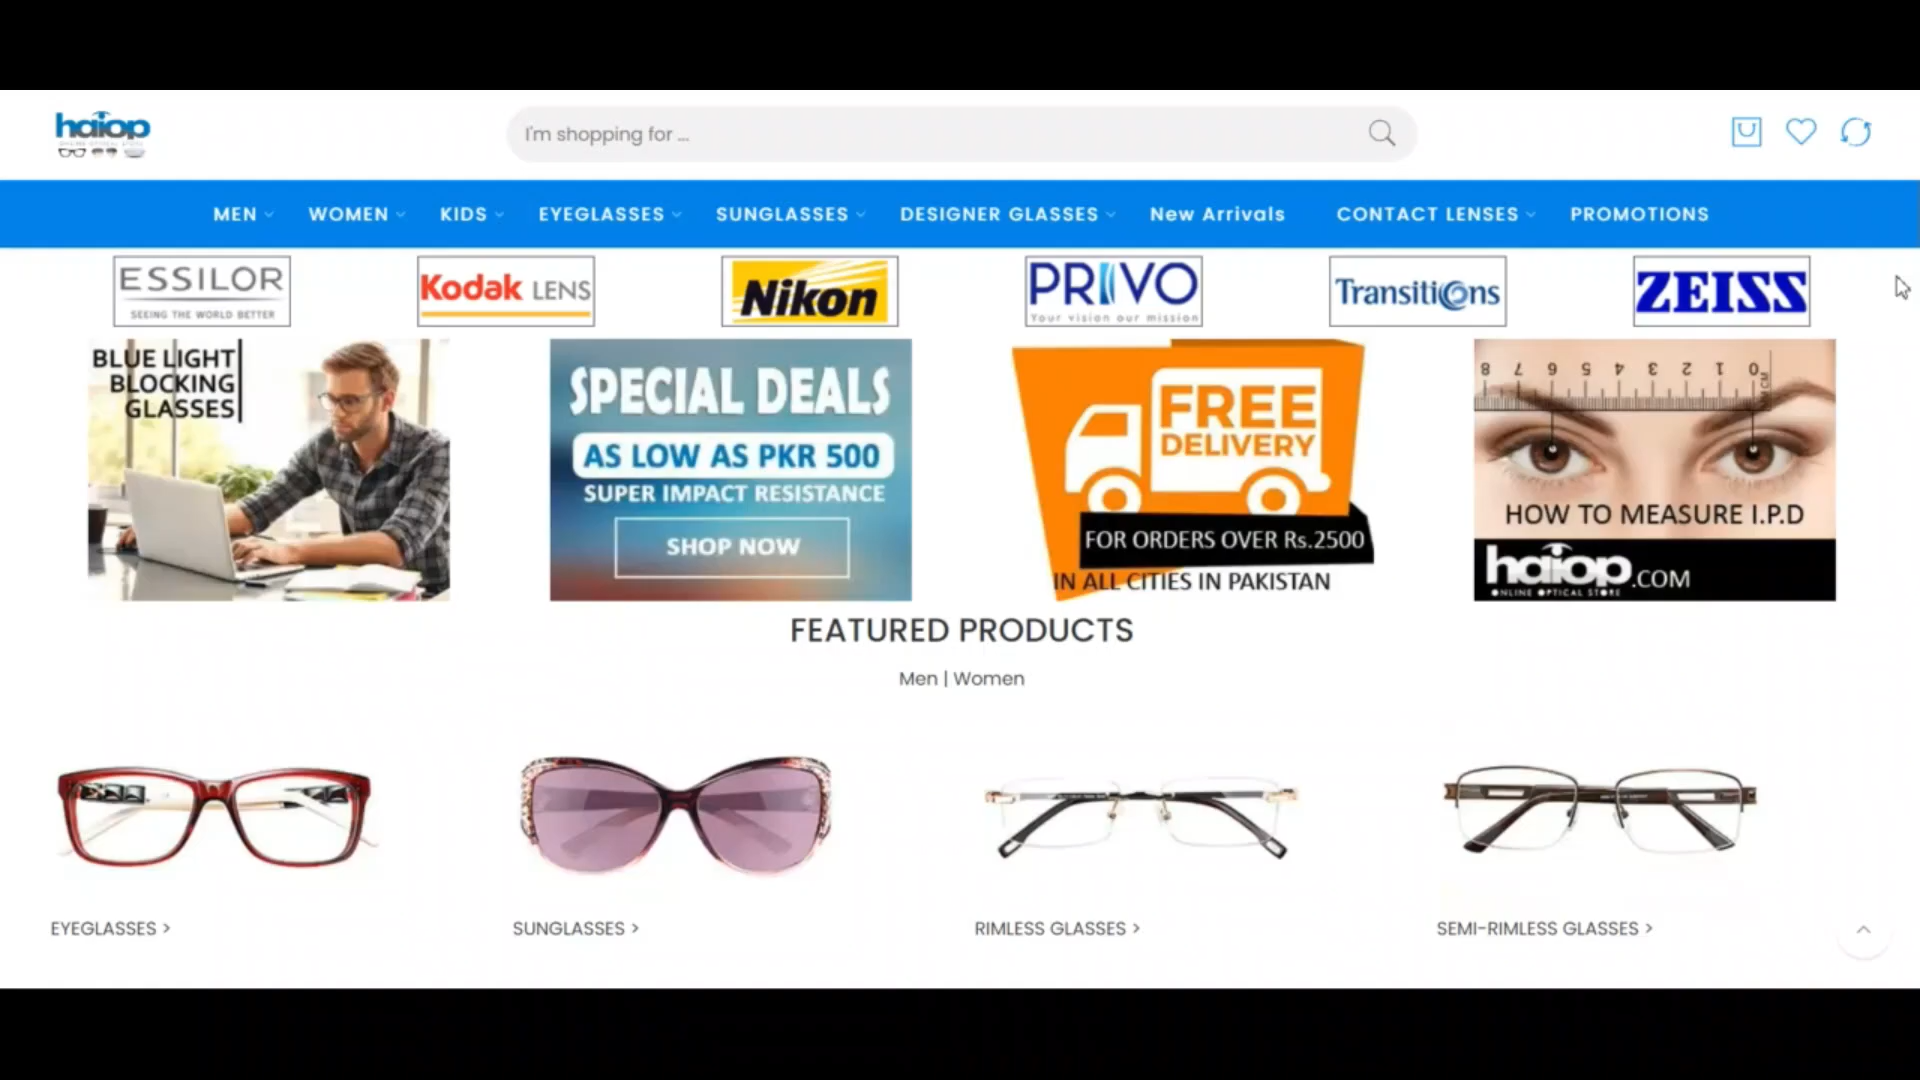 haiop
I'm shopping for ...
MEN
WOMEN
KIDS
EYEGLASSES
SUNGLASSES
DESIGNER GLASSES
New Arrivals
CONTACT LENSES
PROMOTIONS
ESSILOR
SEEING THE WORLD BETTER
Kodak LENS
Nikon
PRIVO
Your vision our mission
Transitions
ZEISS
BLUE LIGHT
BLOCKING
GLASSES
SPECIAL DEALS
AS LOW AS PKR 500
SUPER IMPACT RESISTANCE
SHOP NOW
FREE
DELIVERY
FOR ORDERS OVER Rs.2500
IN ALL CITIES IN PAKISTAN
8 7 6 5 4 3 2 1 0 CM
HOW TO MEASURE I.P.D
haiop.COM
ONLINE OPTICAL STORE
FEATURED PRODUCTS
Men | Women
EYEGLASSES >
SUNGLASSES >
RIMLESS GLASSES >
SEMI-RIMLESS GLASSES >